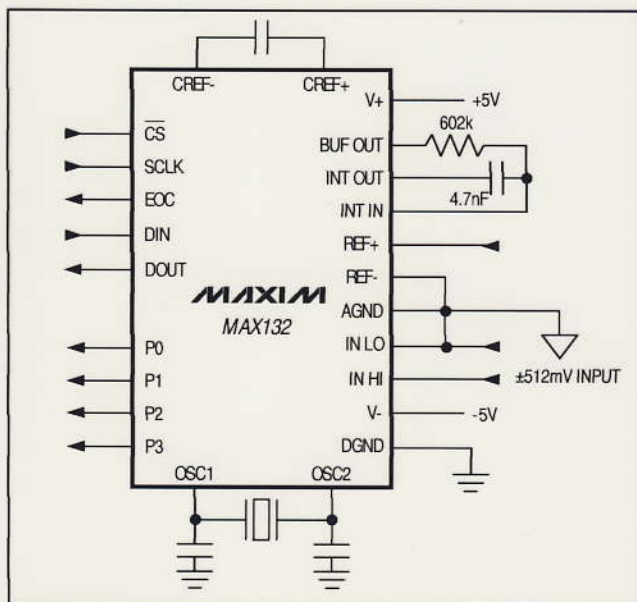 CREF- CREF+
V+ +5V
602k
CS
BUF OUT
SCLK
INT OUT
EOC
4.7nF
INT IN
DIN
REF+
DOUT
REF-
MAXIM
AGND
MAX132
P0
IN LO
P1
IN HI
±512mV INPUT
P2
V- -5V
P3
DGND
OSC1 OSC2